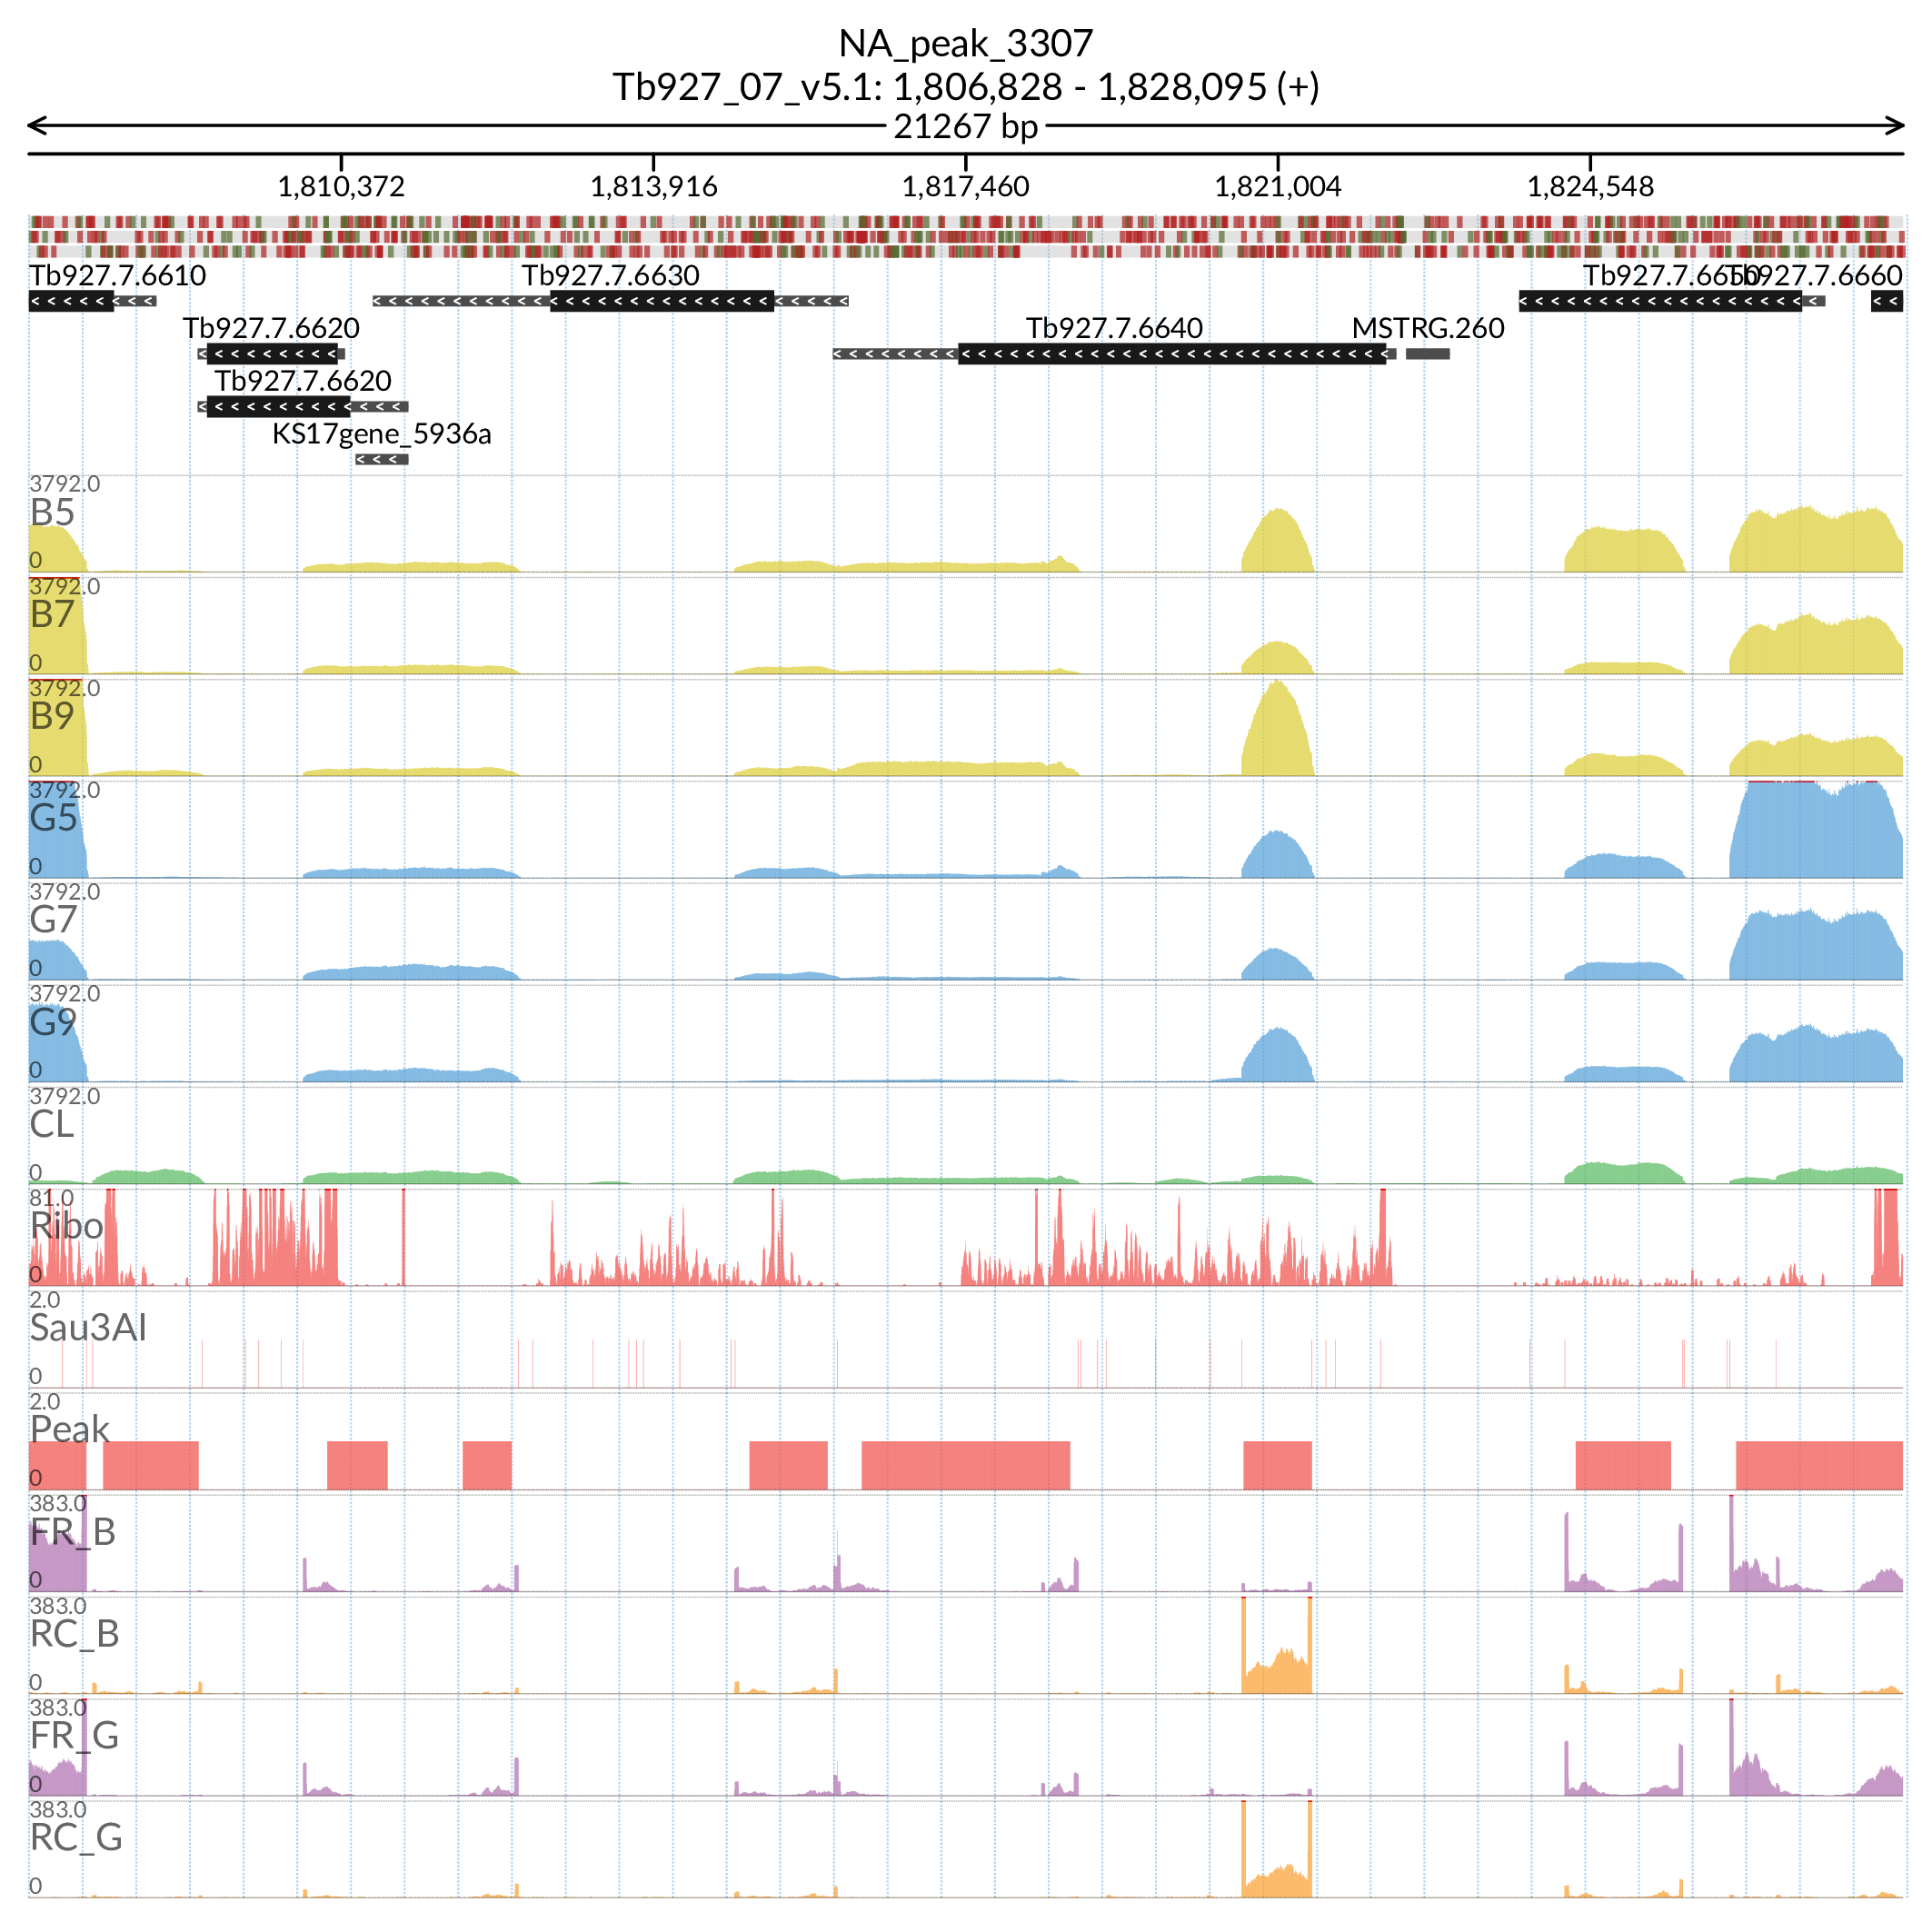 NA_peak_3307
Tb927_07_v5.1: 1,806,828 - 1,828,095 (+)
21267 bp
1,810,372 1,813,916 1,817,460 1,821,004 1,824,548
Tb927.7.6610 Tb927.7.6630 Tb927.7.6650 Tb927.7.6660
Tb927.7.6620 Tb927.7.6640 MSTRG.260
Tb927.7.6620
KS17gene_5936a
3792.0
B5
0
3792.0
B7
0
3792.0
B9
0
3792.0
G5
0
3792.0
G7
0
3792.0
G9
0
3792.0
CL
0
81.0
Ribo
0
2.0
Sau3AI
0
2.0
Peak
0
383.0
FR_B
0
383.0
RC_B
0
383.0
FR_G
0
383.0
RC_G
0